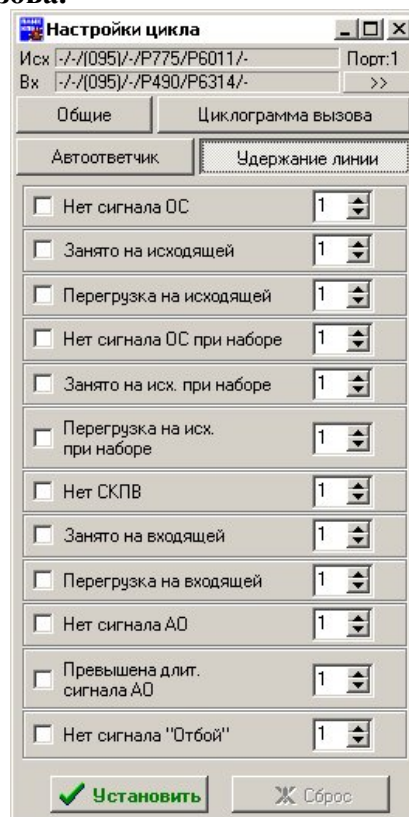 зова.
Настройки цикла
Исх -/-/(095)/-/P775/P6011/- Порт:1
Вх -/-/(095)/-/P490/P6314/- >>
Общие Циклограмма вызова
Автоответчик Удержание линии
Нет сигнала ОС 1
Занято на исходящей 1
Перегрузка на исходящей 1
Нет сигнала ОС при наборе 1
Занято на исх. при наборе 1
Перегрузка на исх.
при наборе 1
Нет СКПВ 1
Занято на входящей 1
Перегрузка на входящей 1
Нет сигнала АО 1
Превышена длит.
сигнала АО 1
Нет сигнала "Отбой" 1
Установить Сброс